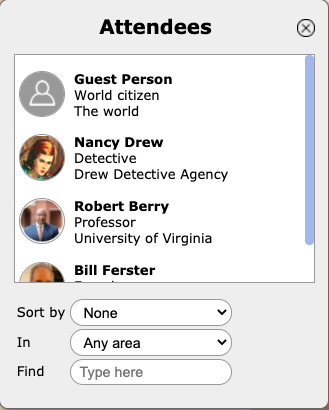 Attendees
Guest Person
World citizen
The world
Nancy Drew
Detective
Drew Detective Agency
Robert Berry
Professor
University of Virginia
Bill Ferster
Sort by None
In Any area
Find Type here